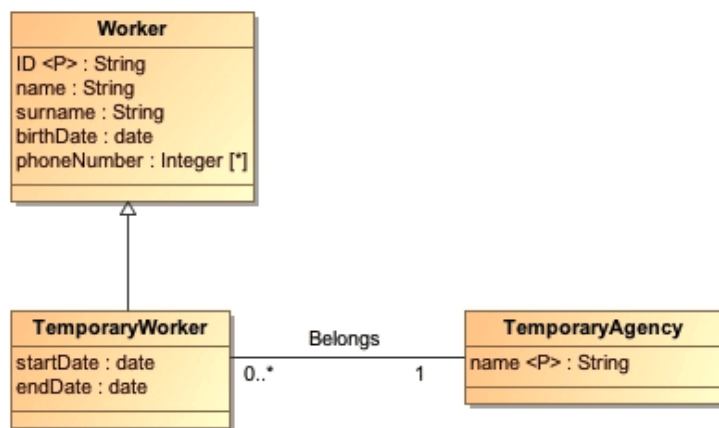 Worker
ID <P> : String
name : String
surname : String
birthDate : date
phoneNumber : Integer [*]
TemporaryWorker
startDate : date
endDate : date
Belongs
0..*
1
TemporaryAgency
name <P> : String